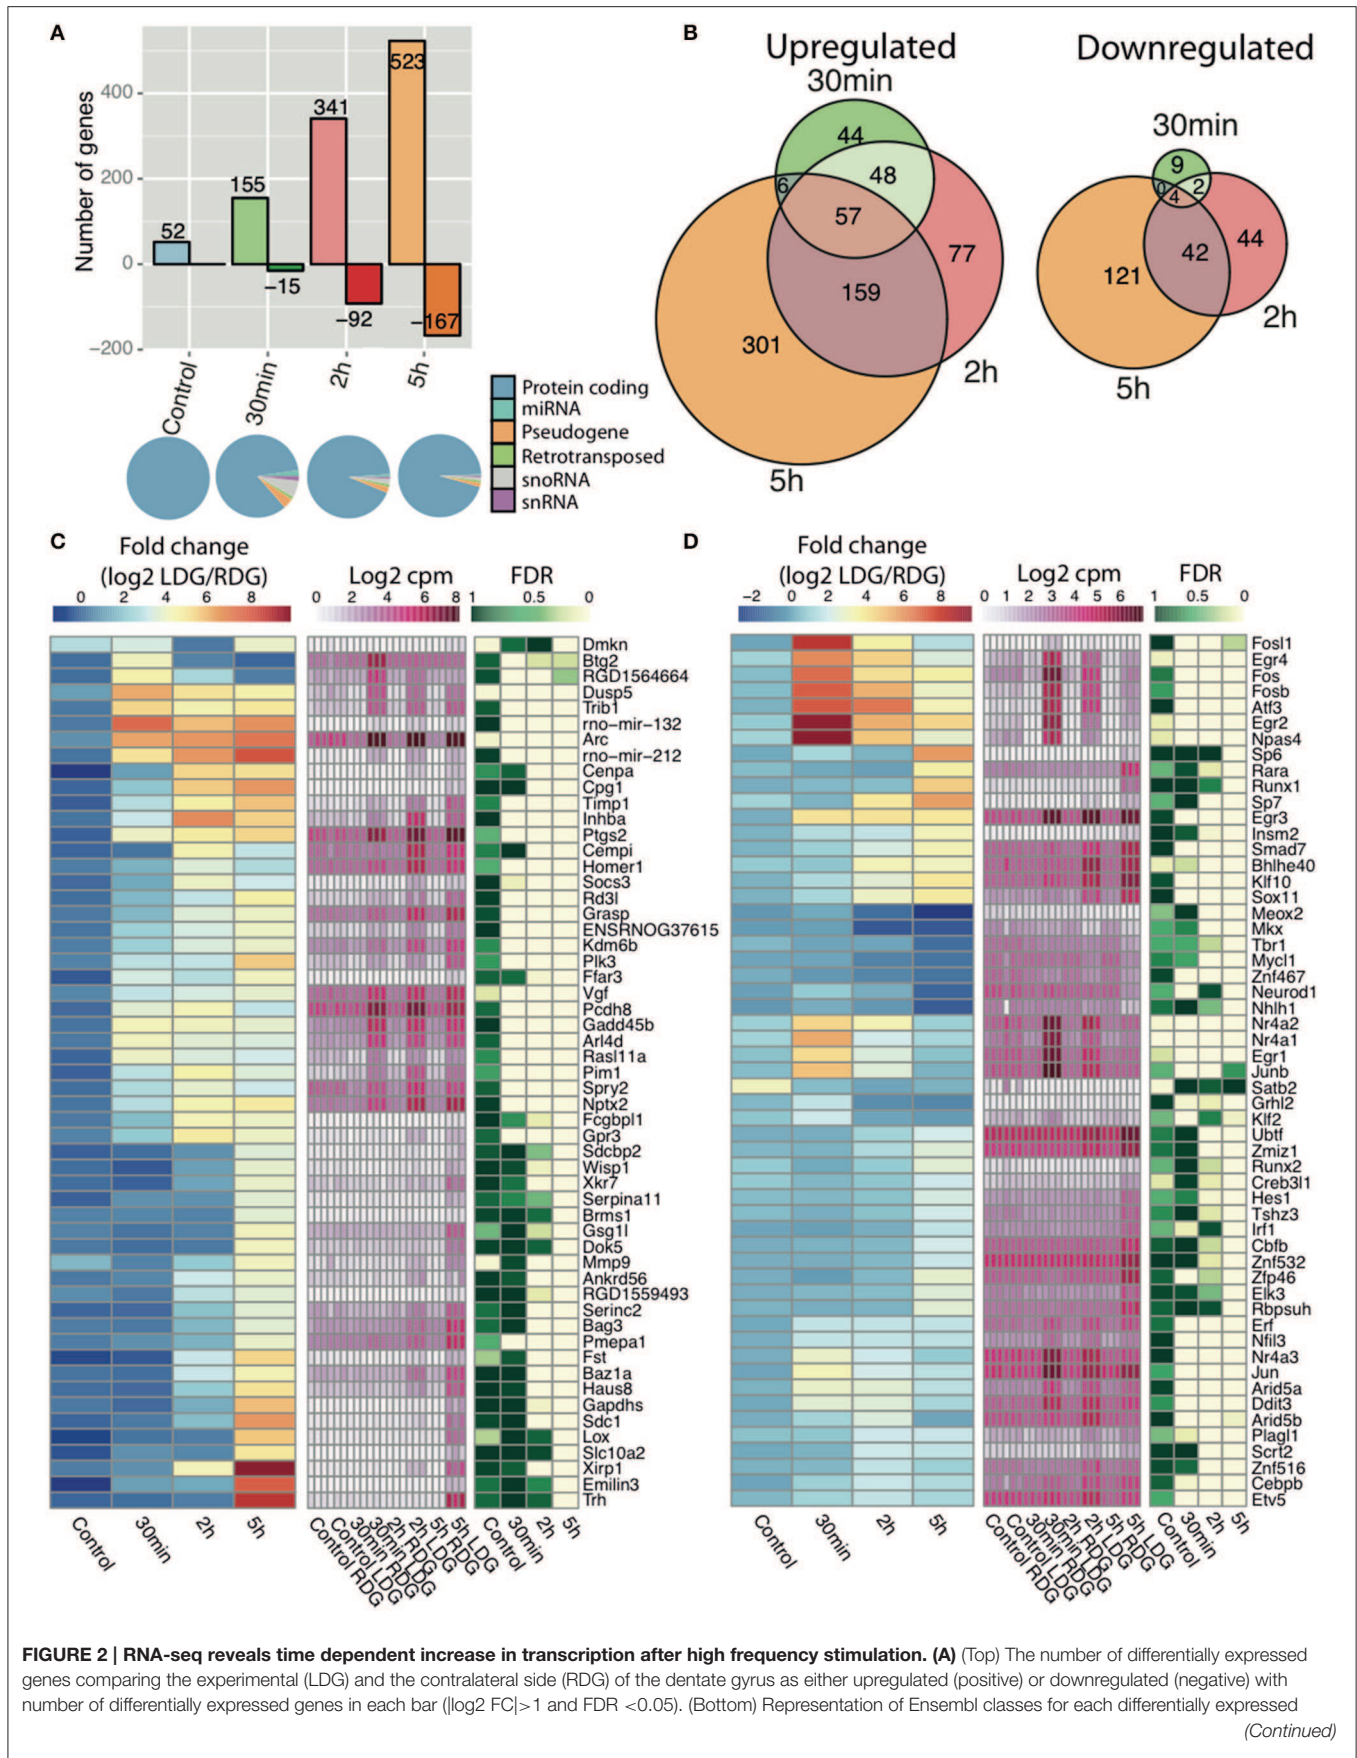 A
Number of genes
400
200
0
−200
52
155
−15
341
−92
523
−167
Control
30min
2h
5h
Protein coding
miRNA
Pseudogene
Retrotransposed
snoRNA
snRNA
B
Upregulated
30min
44
6
48
57
77
159
301
2h
5h
Downregulated
30min
9
0
2
4
42
44
121
2h
5h
C
Fold change
(log2 LDG/RDG)
0 2 4 6 8
Log2 cpm
0 2 4 6 8
FDR
1 0.5 0
Dmkn
Btg2
RGD1564664
Dusp5
Trib1
rno-mir-132
Arc
rno-mir-212
Cenpa
Cpg1
Timp1
Inhba
Ptgs2
Cempi
Homer1
Socs3
Rd3l
Grasp
ENSRNOG37615
Kdm6b
Plk3
Ffar3
Vgf
Pcdh8
Gadd45b
Arl4d
Rasl11a
Pim1
Spry2
Nptx2
Fcgbpl1
Gpr3
Sdcbp2
Wisp1
Xkr7
Serpina11
Brms1
Gsg1l
Dok5
Mmp9
Ankrd56
RGD1559493
Serinc2
Bag3
Pmepa1
Fst
Baz1a
Haus8
Gapdhs
Sdc1
Lox
Slc10a2
Xirp1
Emilin3
Trh
Control
30min
2h
5h
Control RDG
Control LDG
30min RDG
30min LDG
2h RDG
2h LDG
5h RDG
5h LDG
Control
30min
2h
5h
D
Fold change
(log2 LDG/RDG)
−2 0 2 4 6 8
Log2 cpm
0 1 2 3 4 5 6
FDR
1 0.5 0
Fosl1
Egr4
Fos
Fosb
Atf3
Egr2
Npas4
Sp6
Rara
Runx1
Sp7
Egr3
Insm2
Smad7
Bhlhe40
Klf10
Sox11
Meox2
Mkx
Tbr1
Mycl1
Znf467
Neurod1
Nhlh1
Nr4a2
Nr4a1
Egr1
Junb
Satb2
Grhl2
Klf2
Ubtf
Zmiz1
Runx2
Creb3l1
Hes1
Tshz3
Irf1
Cbfb
Znf532
Zfp46
Elk3
Rbpsuh
Erf
Nfil3
Nr4a3
Jun
Arid5a
Ddit3
Arid5b
Plagl1
Scrt2
Znf516
Cebpb
Etv5
Control
30min
2h
5h
Control RDG
Control LDG
30min RDG
30min LDG
2h RDG
2h LDG
5h RDG
5h LDG
Control
30min
2h
5h
FIGURE 2 | RNA-seq reveals time dependent increase in transcription after high frequency stimulation. (A) (Top) The number of differentially expressed
genes comparing the experimental (LDG) and the contralateral side (RDG) of the dentate gyrus as either upregulated (positive) or downregulated (negative) with
number of differentially expressed genes in each bar (|log2 FC|>1 and FDR <0.05). (Bottom) Representation of Ensembl classes for each differentially expressed
(Continued)